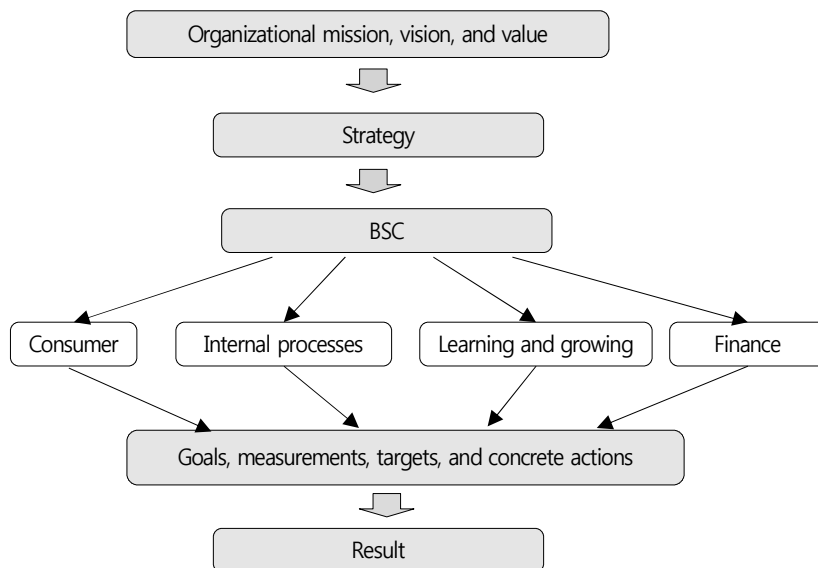 Organizational mission, vision, and value
Strategy
BSC
Consumer
Internal processes
Learning and growing
Finance
Goals, measurements, targets, and concrete actions
Result